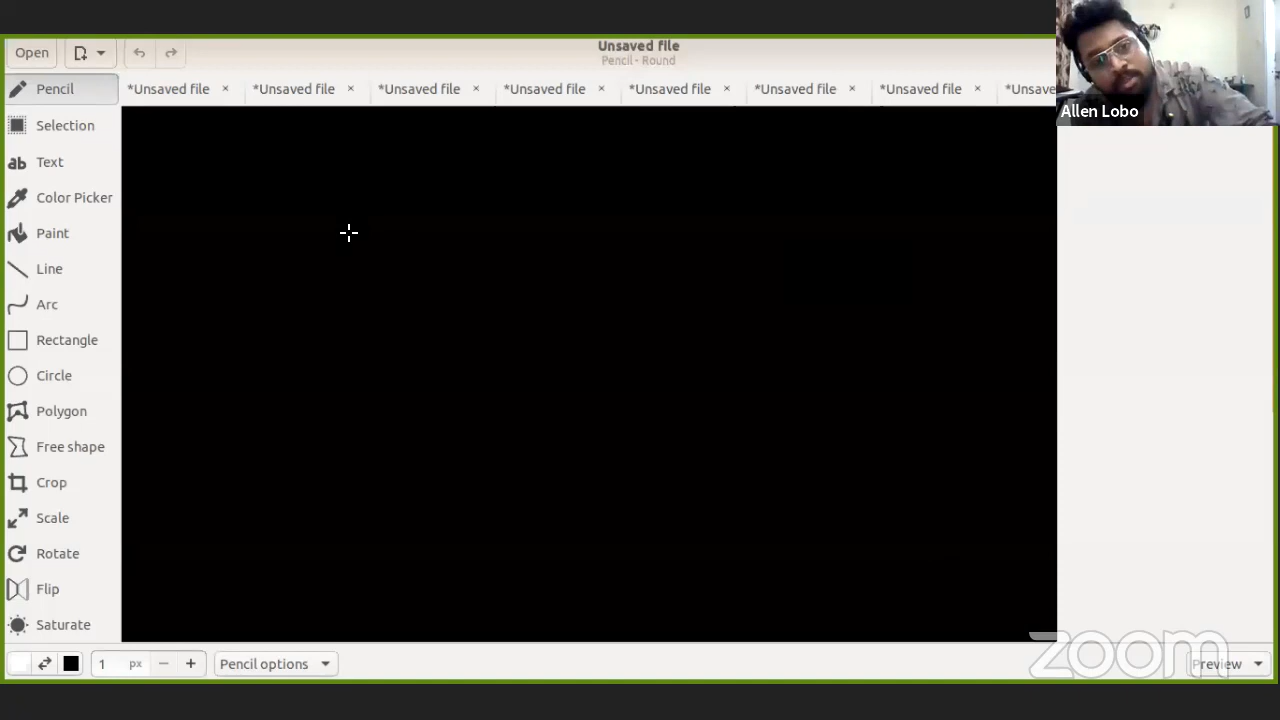 Open
Unsaved file
Pencil - Round
Allen Lobo
Pencil
*Unsaved file × *Unsaved file × *Unsaved file × *Unsaved file × *Unsaved file × *Unsaved file × *Unsaved file × *Unsave
Selection
Text
Color Picker
Paint
Line
Arc
Rectangle
Circle
Polygon
Free shape
Crop
Scale
Rotate
Flip
Saturate
1 px − + Pencil options
zoom
Preview